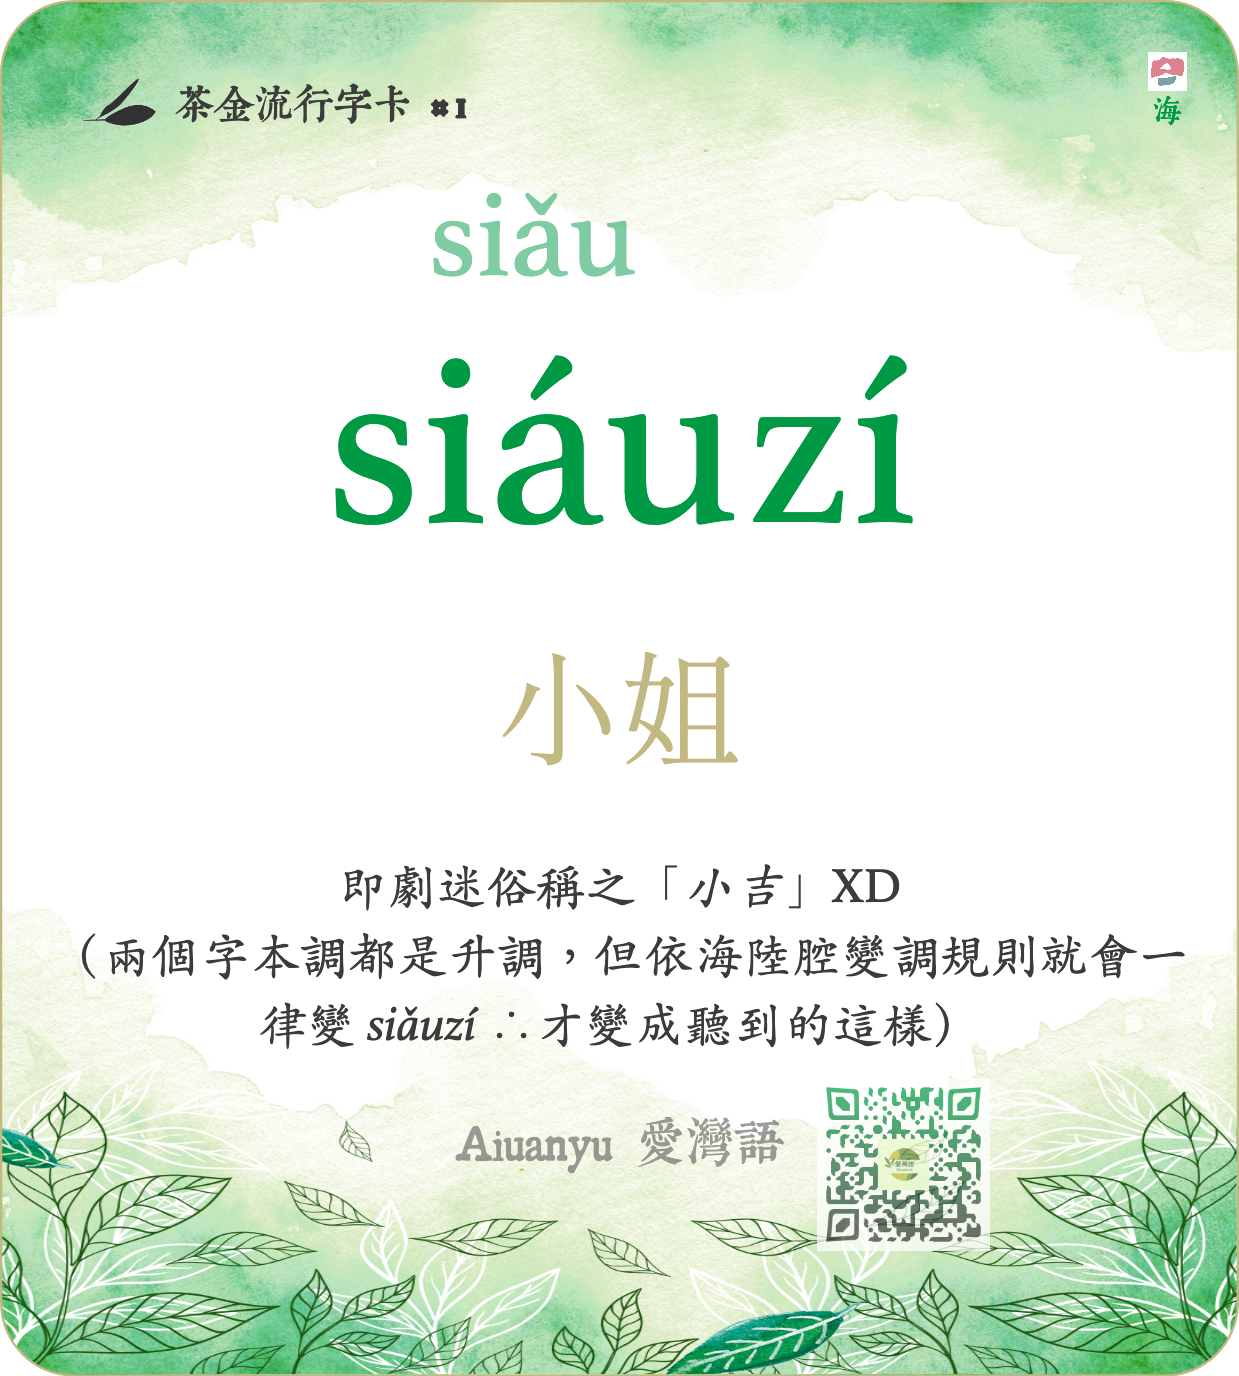 茶金流行字卡 #1
海
siǎu
siáuzí
小姐
即劇迷俗稱之「小吉」XD
（兩個字本調都是升調，但依海陸腔變調規則就會一
律變 siǎuzí ∴才變成聽到的這樣）
Aiuanyu 愛灣語